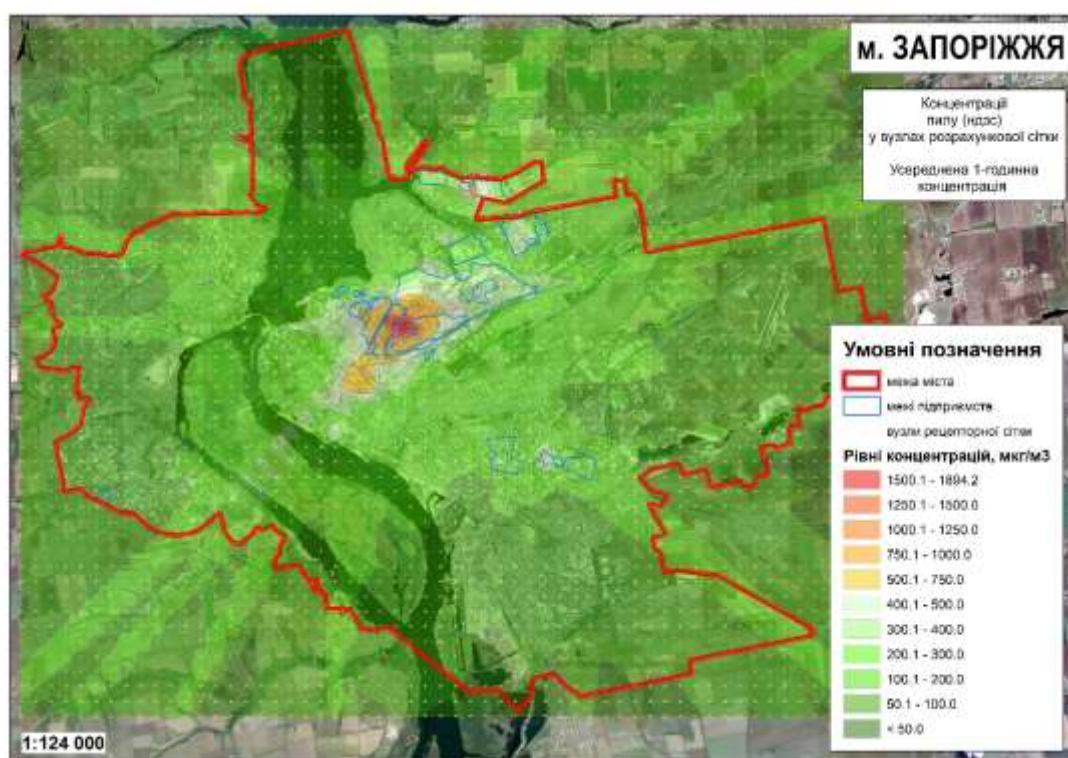 м. ЗАПОРІЖЖЯ
Концентрації
пилу (ндзс)
у вузлах розрахункової сітки
Усереднена 1-годинна
концентрація
Умовні позначення
межа міста
межі підприємств
вузли рецепторної сітки
Рівні концентрацій, мкг/м3
1500.1 - 1894.2
1250.1 - 1500.0
1000.1 - 1250.0
750.1 - 1000.0
500.1 - 750.0
400.1 - 500.0
300.1 - 400.0
200.1 - 300.0
100.1 - 200.0
50.1 - 100.0
< 50.0
1:124 000